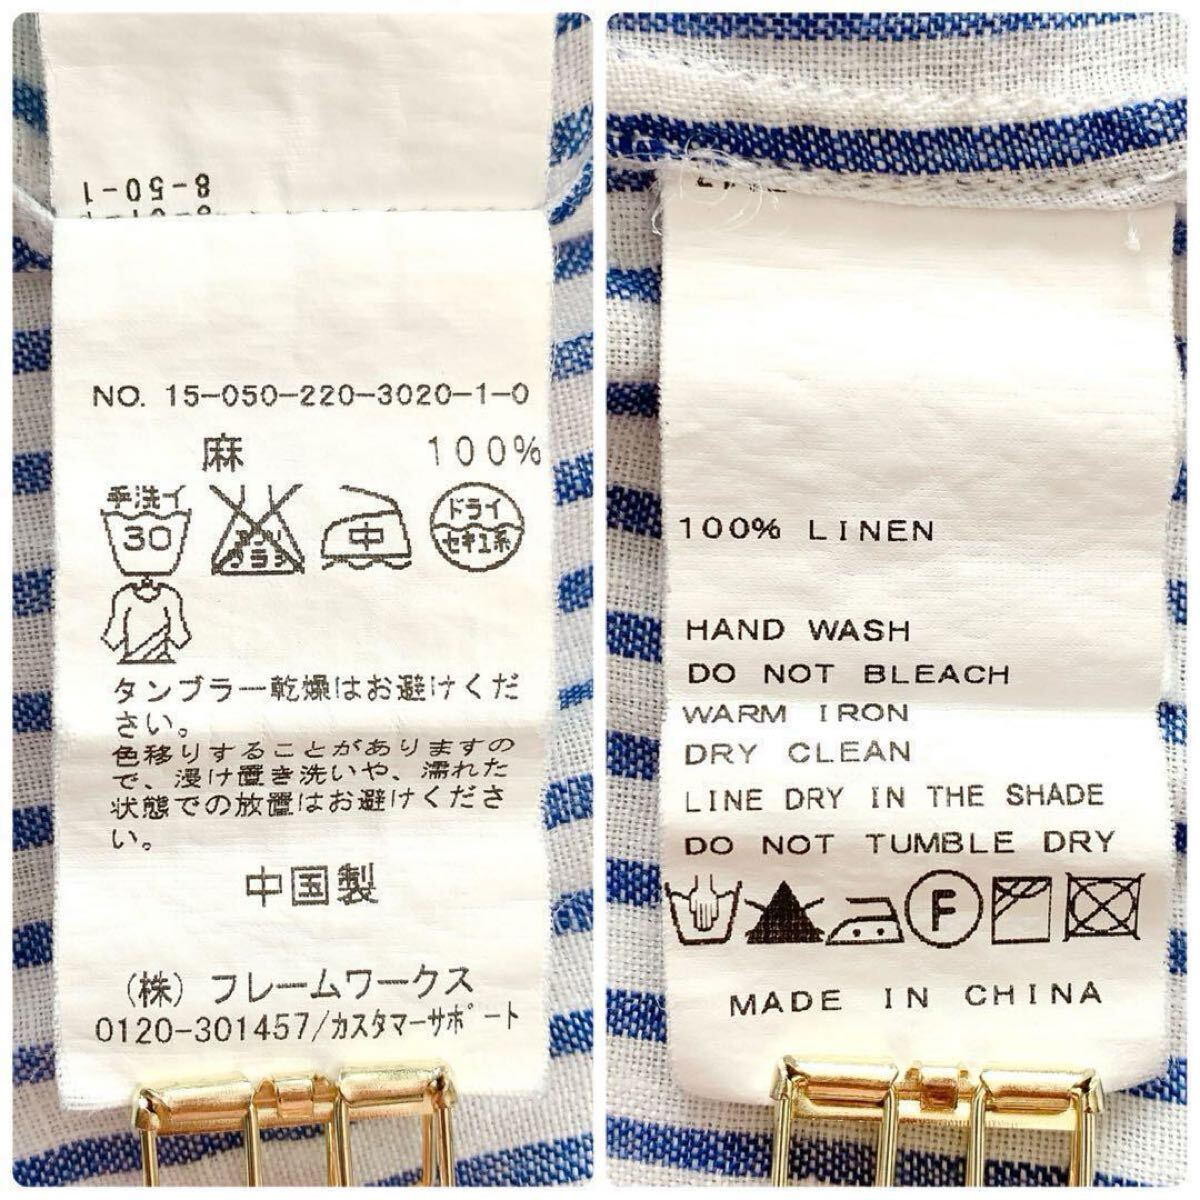 8-50-1
NO. 15-050-220-3020-1-0
麻 100%
手洗イ
30
中
ドライ
セキユ系
タンブラー乾燥はお避けくだ
さい。
色移りすることがありますの
で、浸け置き洗いや、濡れた
状態での放置はお避けくださ
い。
中国製
(株) フレームワークス
0120-301457/カスタマーサポート
100% LINEN
HAND WASH
DO NOT BLEACH
WARM IRON
DRY CLEAN
LINE DRY IN THE SHADE
DO NOT TUMBLE DRY
F
MADE IN CHINA